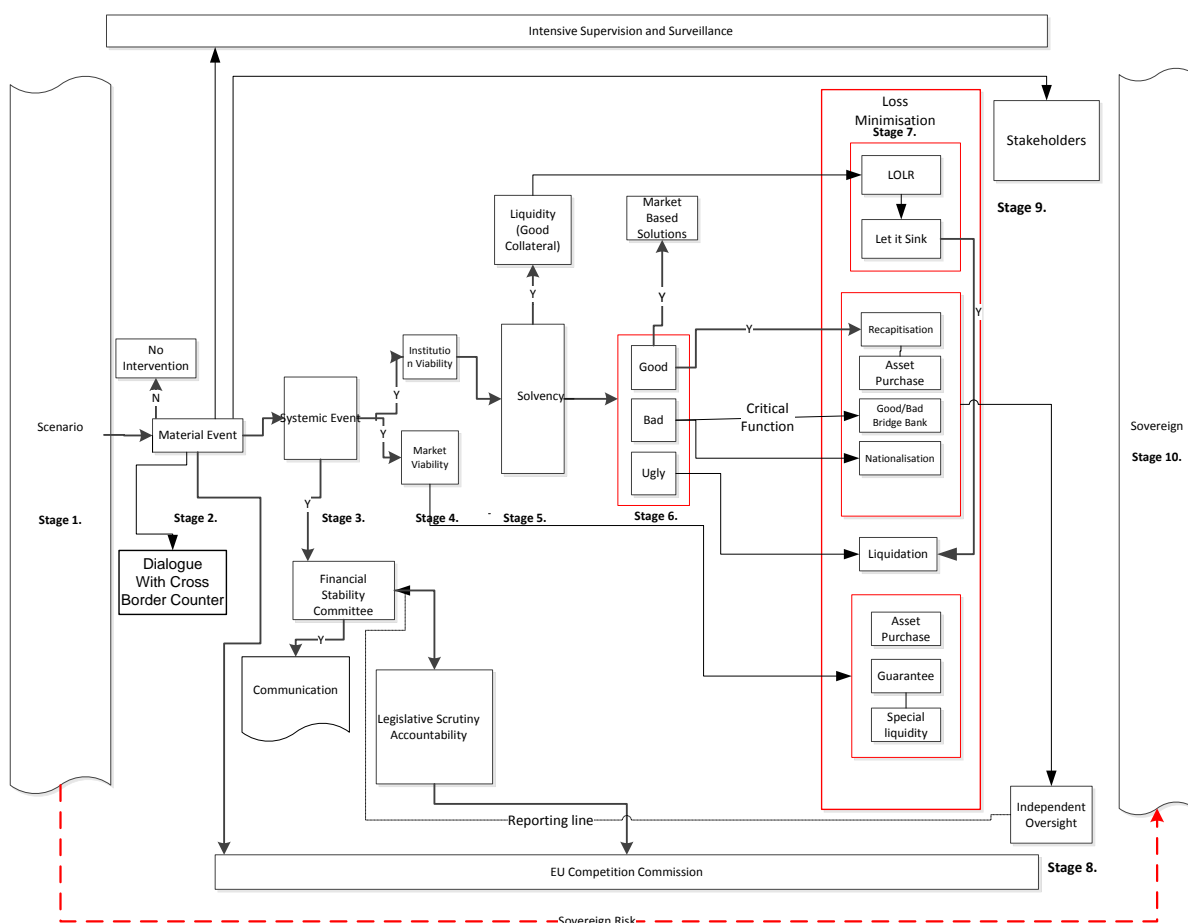 Intensive Supervision and Surveillance
Loss
Minimisation
Stage 7.
LOLR
Let it Sink
Stakeholders
Stage 9.
Liquidity
(Good
Collateral)
Market
Based
Solutions
Y
Y
Y
Y
No
Intervention
N
Scenario
Material Event
Systemic Event
Y
Y
Institutio
n Viability
Market
Viability
Solvency
Good
Bad
Ugly
Critical
Function
Recapitisation
Asset
Purchase
Good/Bad
Bridge Bank
Nationalisation
Sovereign
Stage 10.
Stage 1.
Stage 2.
Stage 3.
Stage 4.
-
Stage 5.
Stage 6.
Y
Dialogue
With Cross
Border Counter
Liquidation
Financial
Stability
Committee
Y
Communication
Legislative Scrutiny
Accountability
Asset
Purchase
Guarantee
Special
liquidity
Reporting line
Independent
Oversight
EU Competition Commission
Stage 8.
Sovereign Risk